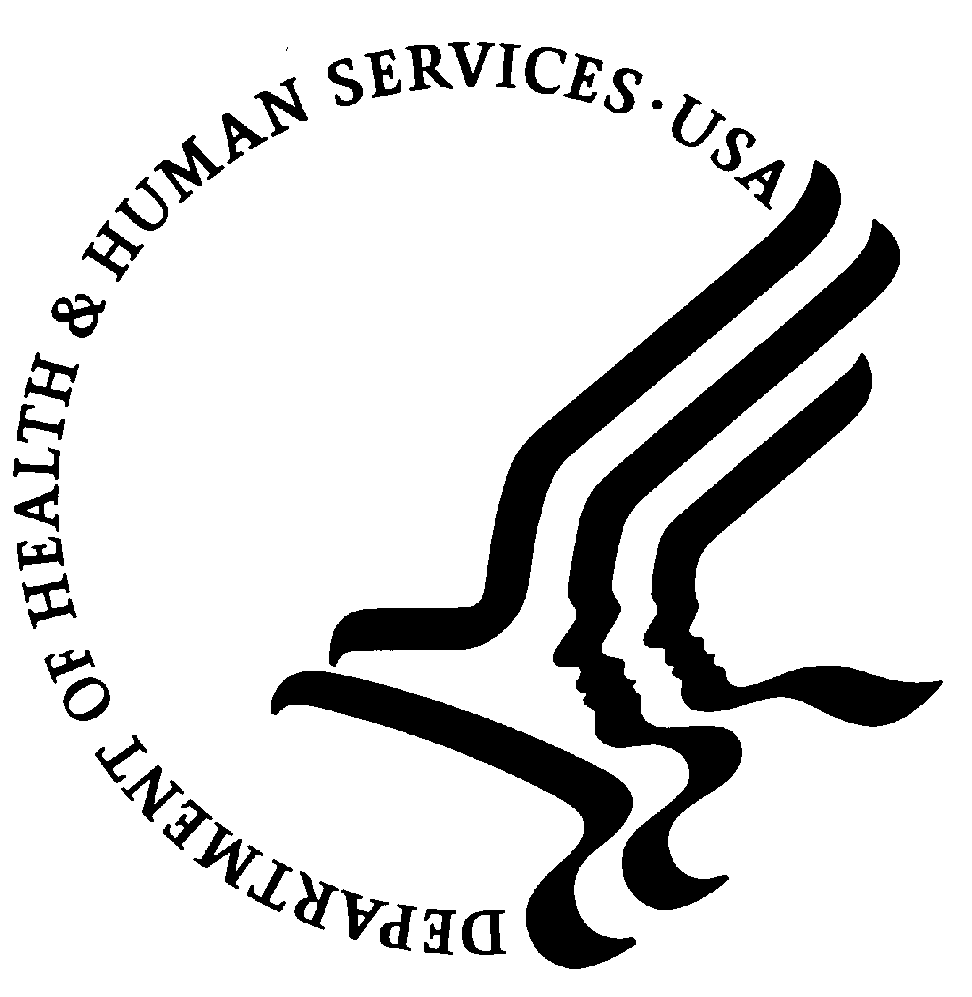 DEPARTMENT OF HEALTH & HUMAN SERVICES · USA